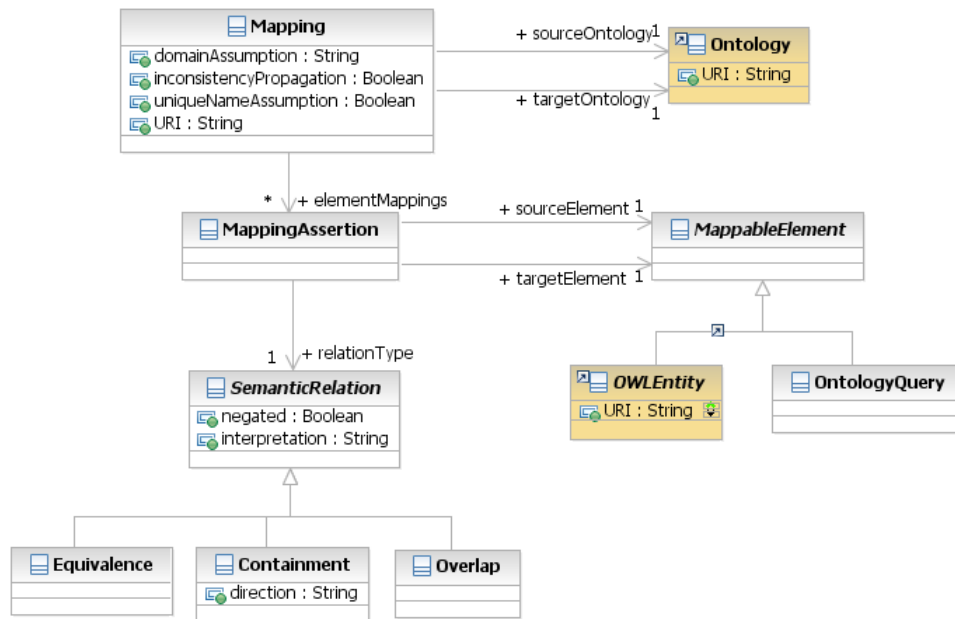 Mapping
domainAssumption : String
inconsistencyPropagation : Boolean
uniqueNameAssumption : Boolean
URI : String
+ sourceOntology
1
+ targetOntology
1
Ontology
URI : String
* + elementMappings
MappingAssertion
+ sourceElement 1
+ targetElement 1
MappableElement
1 + relationType
SemanticRelation
negated : Boolean
interpretation : String
OWLEntity
URI : String
OntologyQuery
Equivalence
Containment
direction : String
Overlap